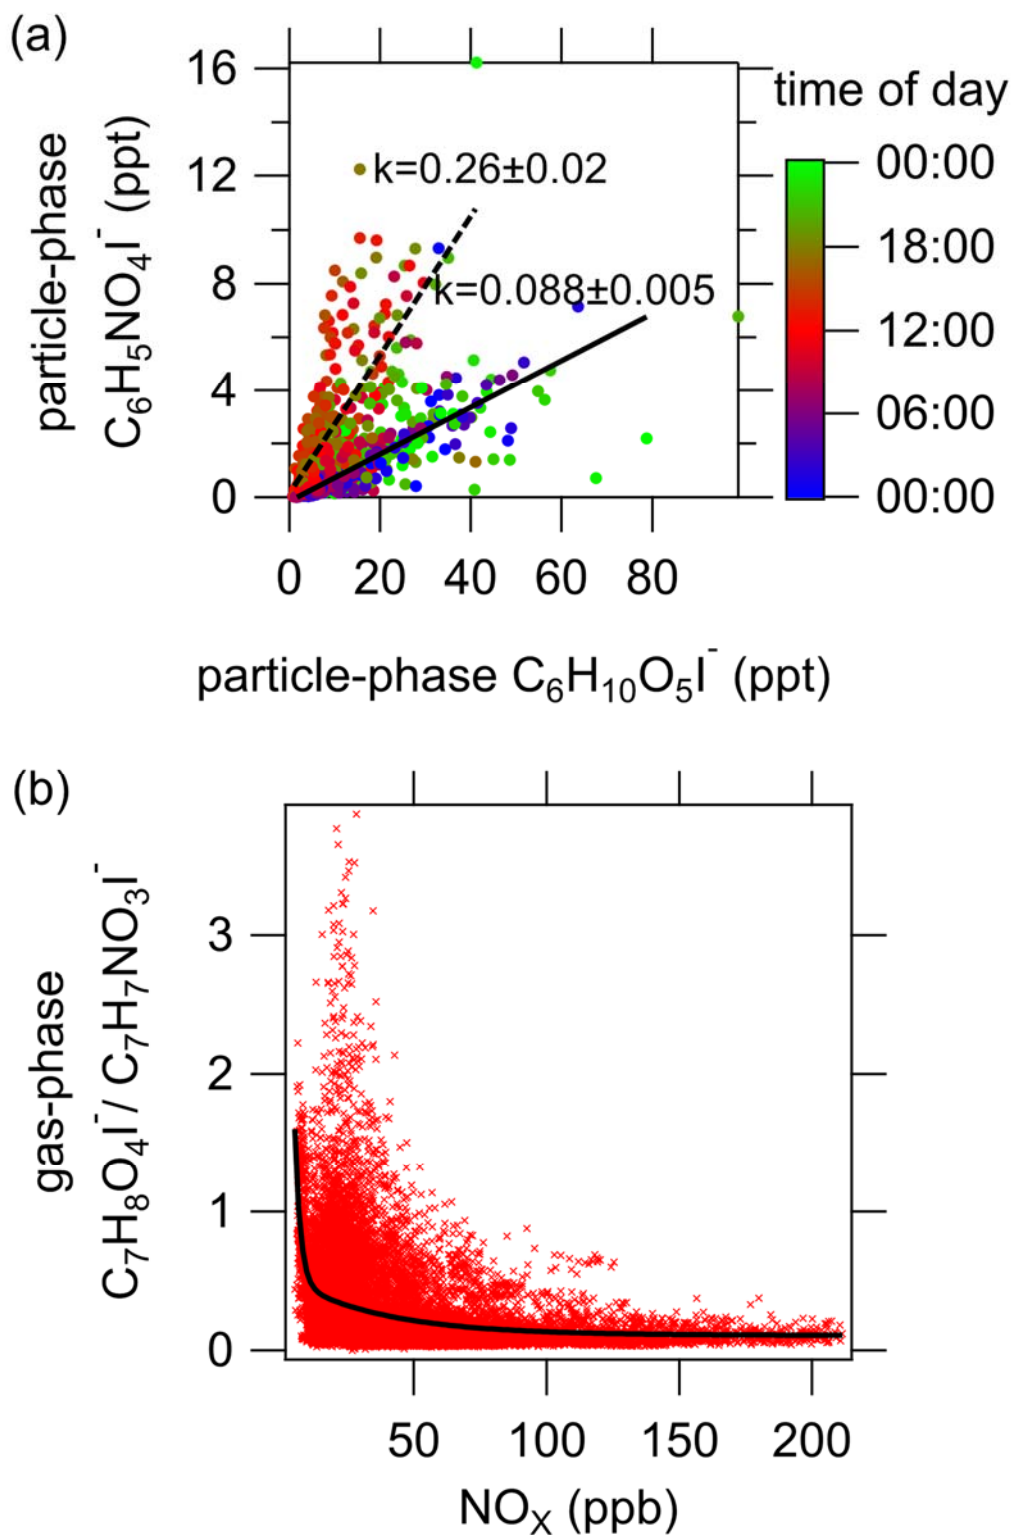 (a)
16
12
8
4
0
particle-phase
C₆H₅NO₄I⁻ (ppt)
k=0.26±0.02
k=0.088±0.005
0 20 40 60 80
particle-phase C₆H₁₀O₅I⁻ (ppt)
time of day
00:00
18:00
12:00
06:00
00:00
(b)
3
2
1
0
gas-phase
C₇H₈O₄I⁻/ C₇H₇NO₃I⁻
50 100 150 200
NOₓ (ppb)